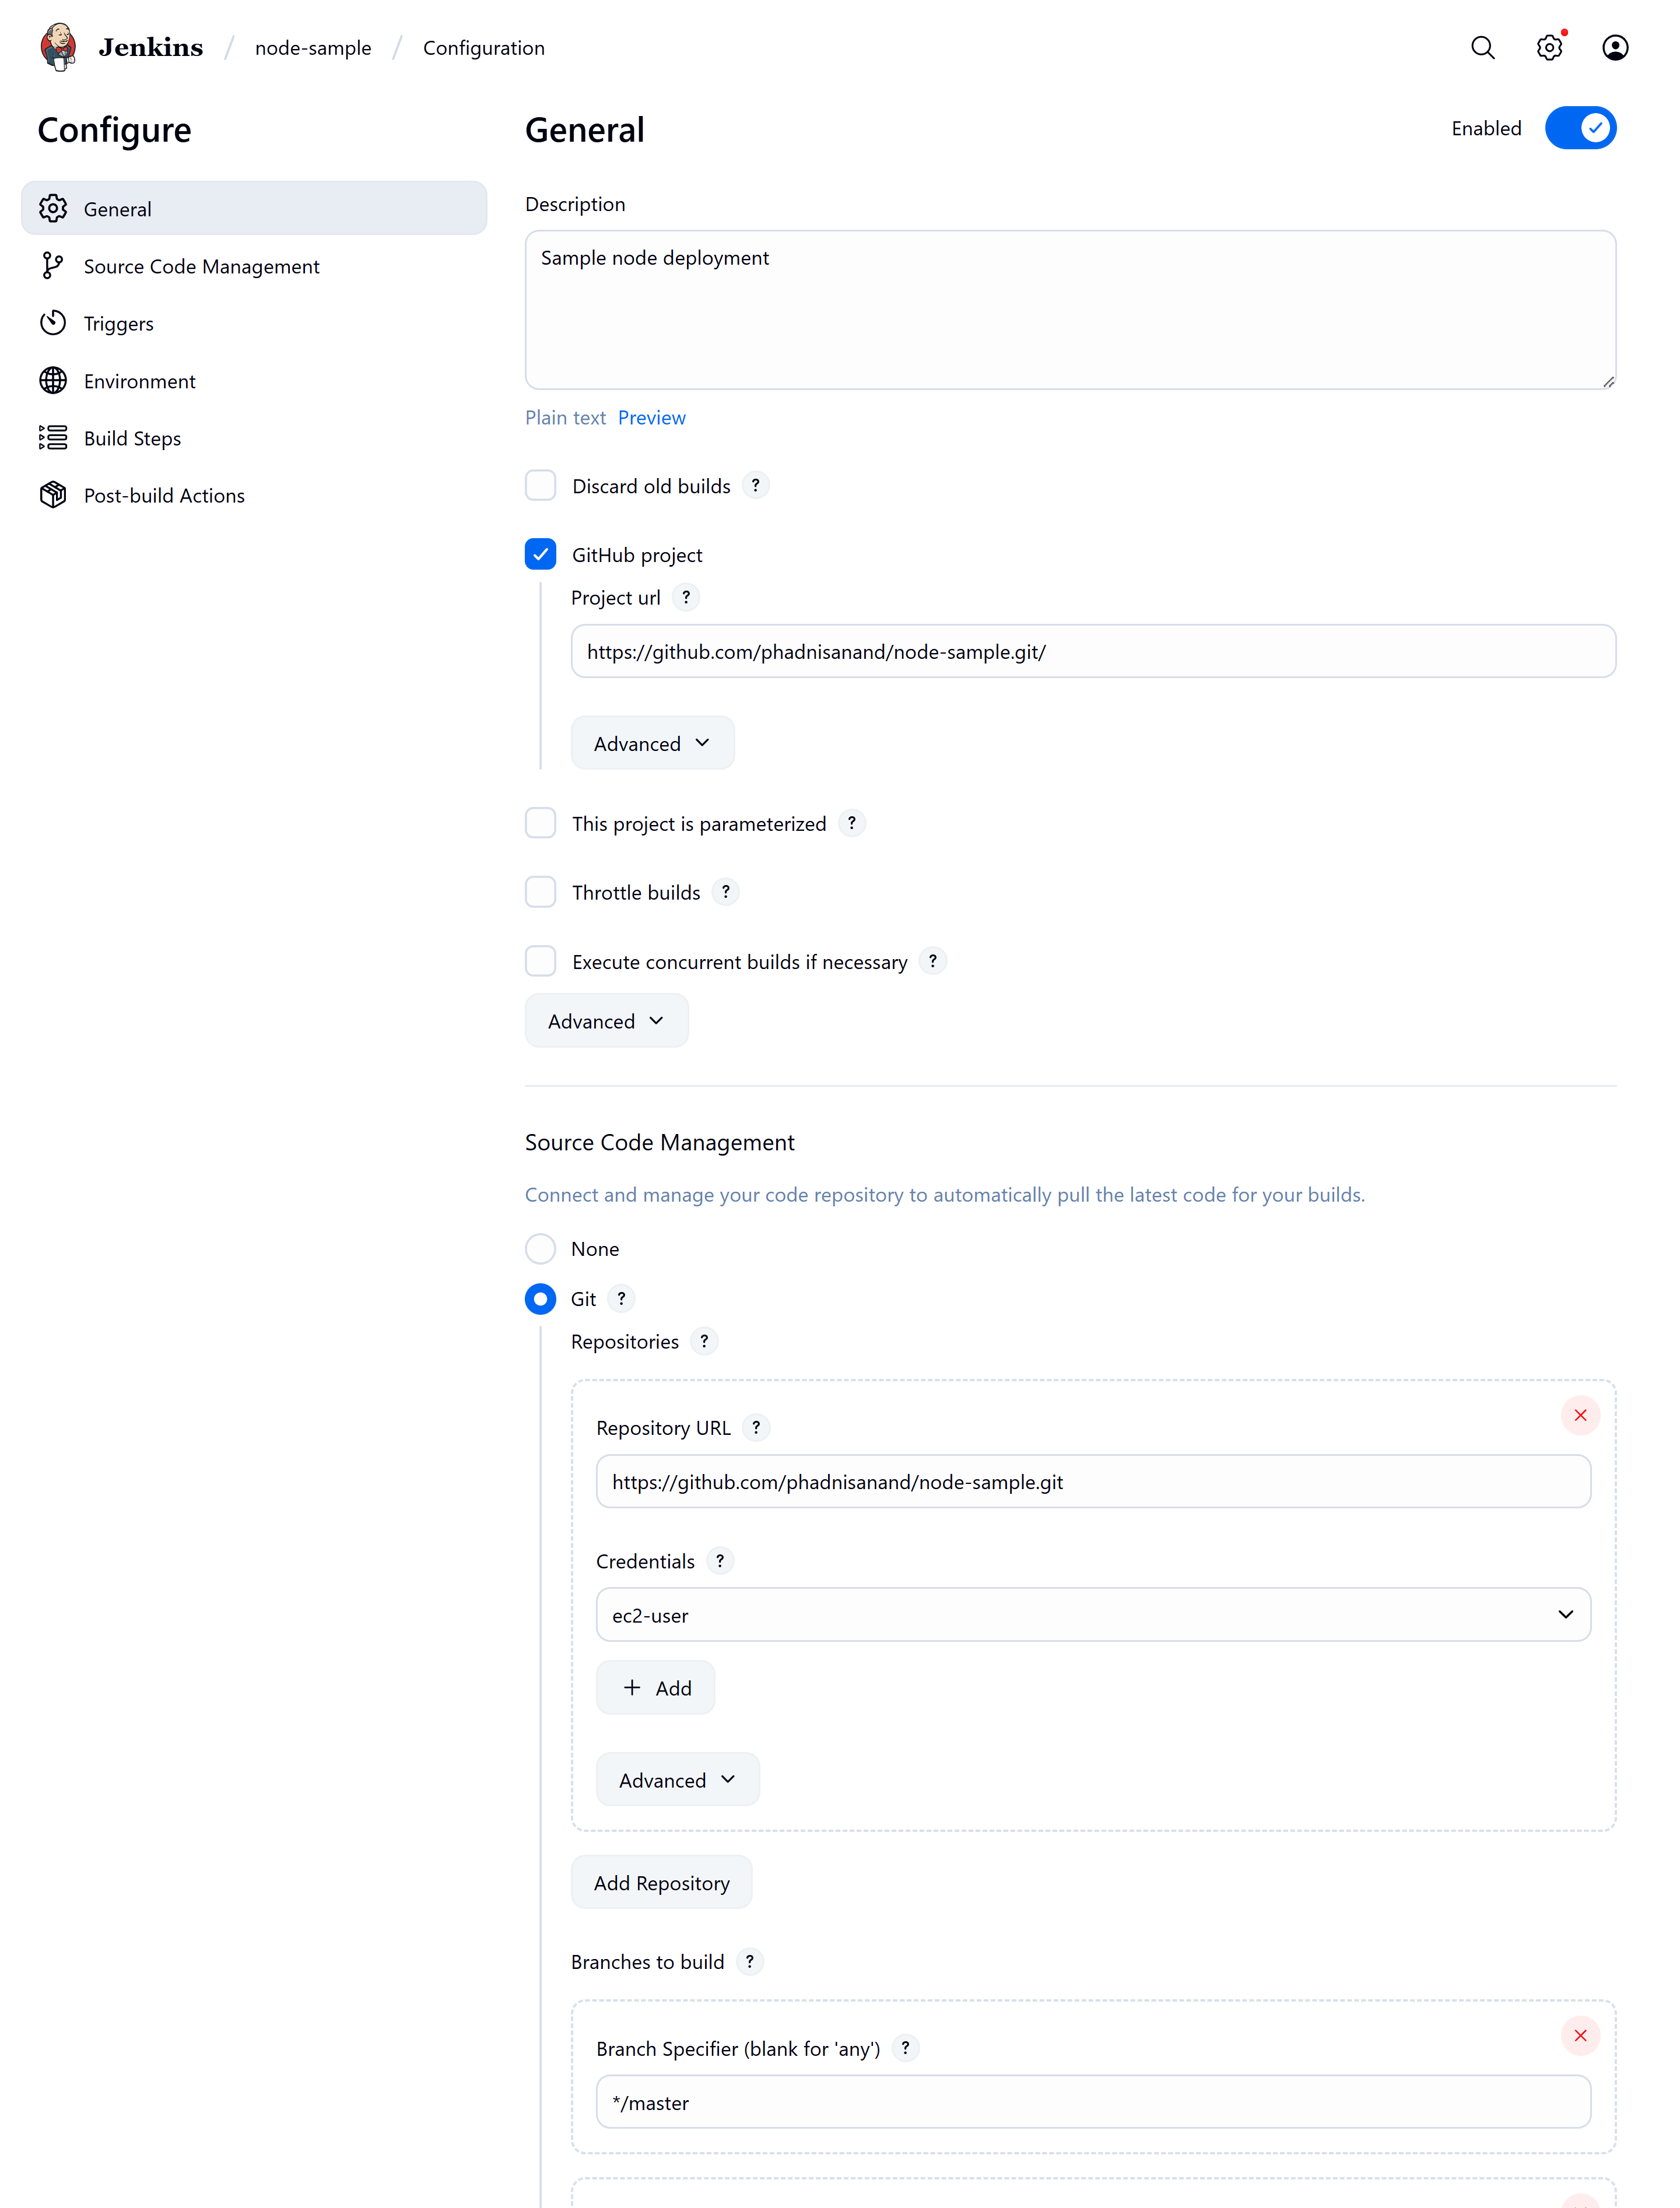 Jenkins / node-sample / Configuration
Configure
General
Source Code Management
Triggers
Environment
Build Steps
Post-build Actions
General
Enabled
Description
Sample node deployment
Plain text Preview
Discard old builds ?
GitHub project
Project url ?
https://github.com/phadnisanand/node-sample.git/
Advanced
This project is parameterized ?
Throttle builds ?
Execute concurrent builds if necessary ?
Advanced
Source Code Management
Connect and manage your code repository to automatically pull the latest code for your builds.
None
Git ?
Repositories ?
Repository URL ?
https://github.com/phadnisanand/node-sample.git
Credentials ?
ec2-user
+ Add
Advanced
Add Repository
Branches to build ?
Branch Specifier (blank for 'any') ?
*/master